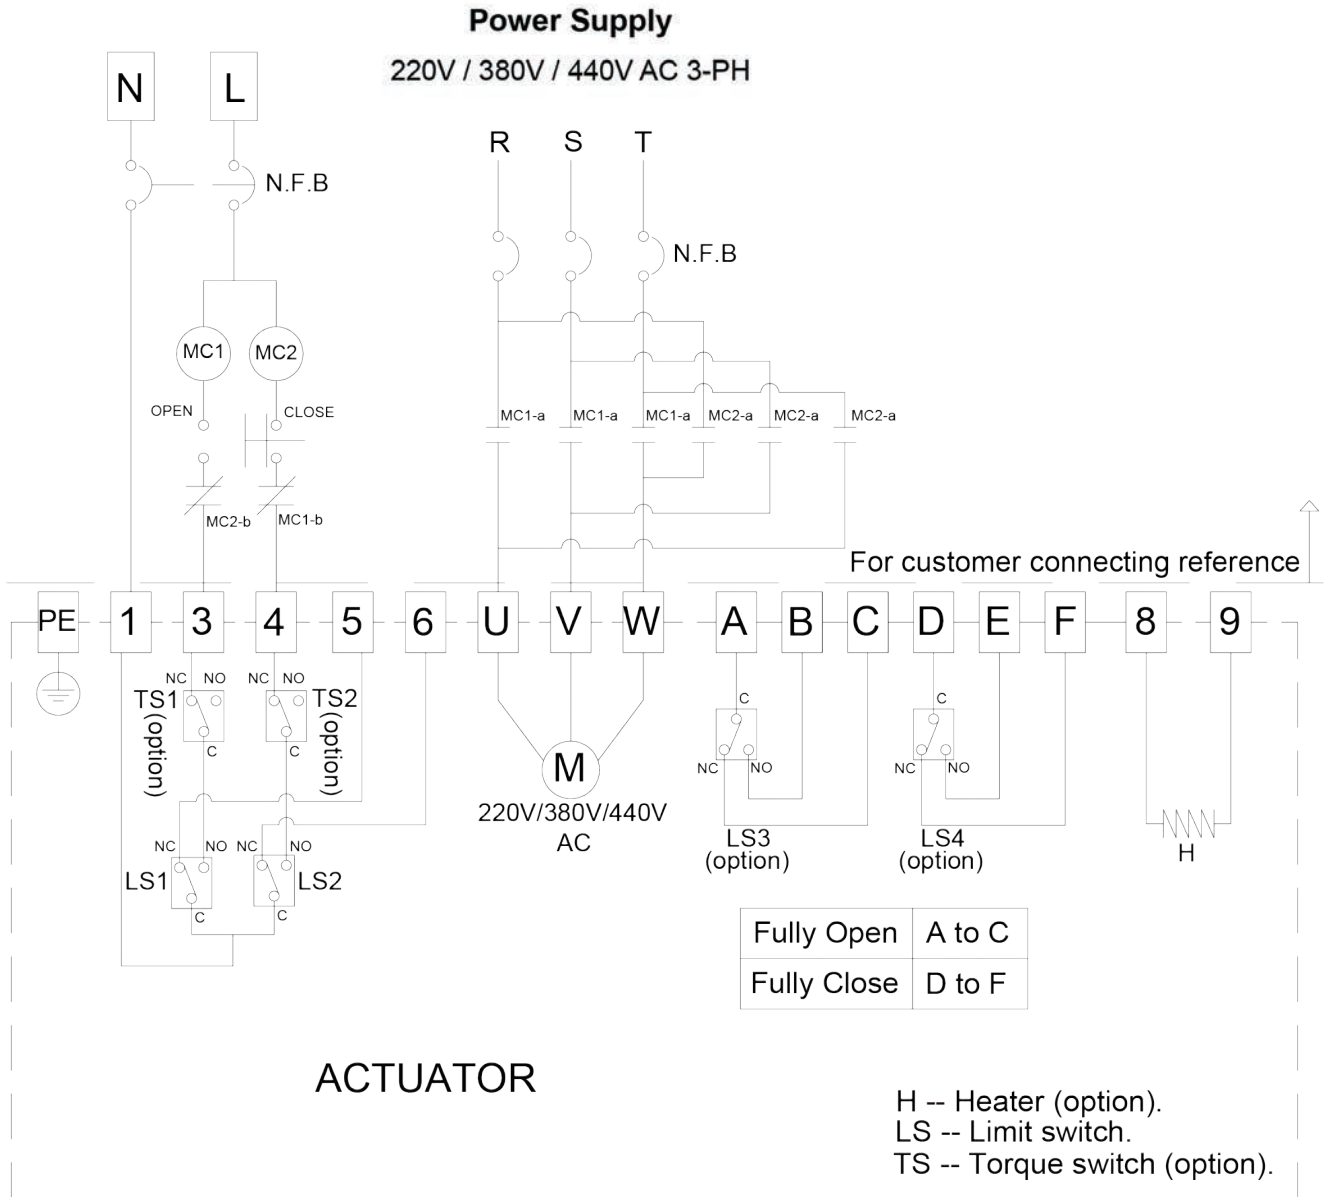 Power Supply
220V / 380V / 440V AC 3-PH
N L
R S T
N.F.B
N.F.B
MC1 MC2
OPEN CLOSE
MC1-a MC1-a MC1-a MC2-a MC2-a MC2-a
MC2-b MC1-b
For customer connecting reference
PE 1 3 4 5 6 U V W A B C D E F 8 9
NC NO NC NO
TS1 TS2
(option) (option)
C C
C C
M
NC NO NC NO
220V/380V/440V
AC
LS3
(option)
LS4
(option)
H
NC NO NC NO
LS1 LS2
C C
Fully Open A to C
Fully Close D to F
ACTUATOR
H -- Heater (option).
LS -- Limit switch.
TS -- Torque switch (option).